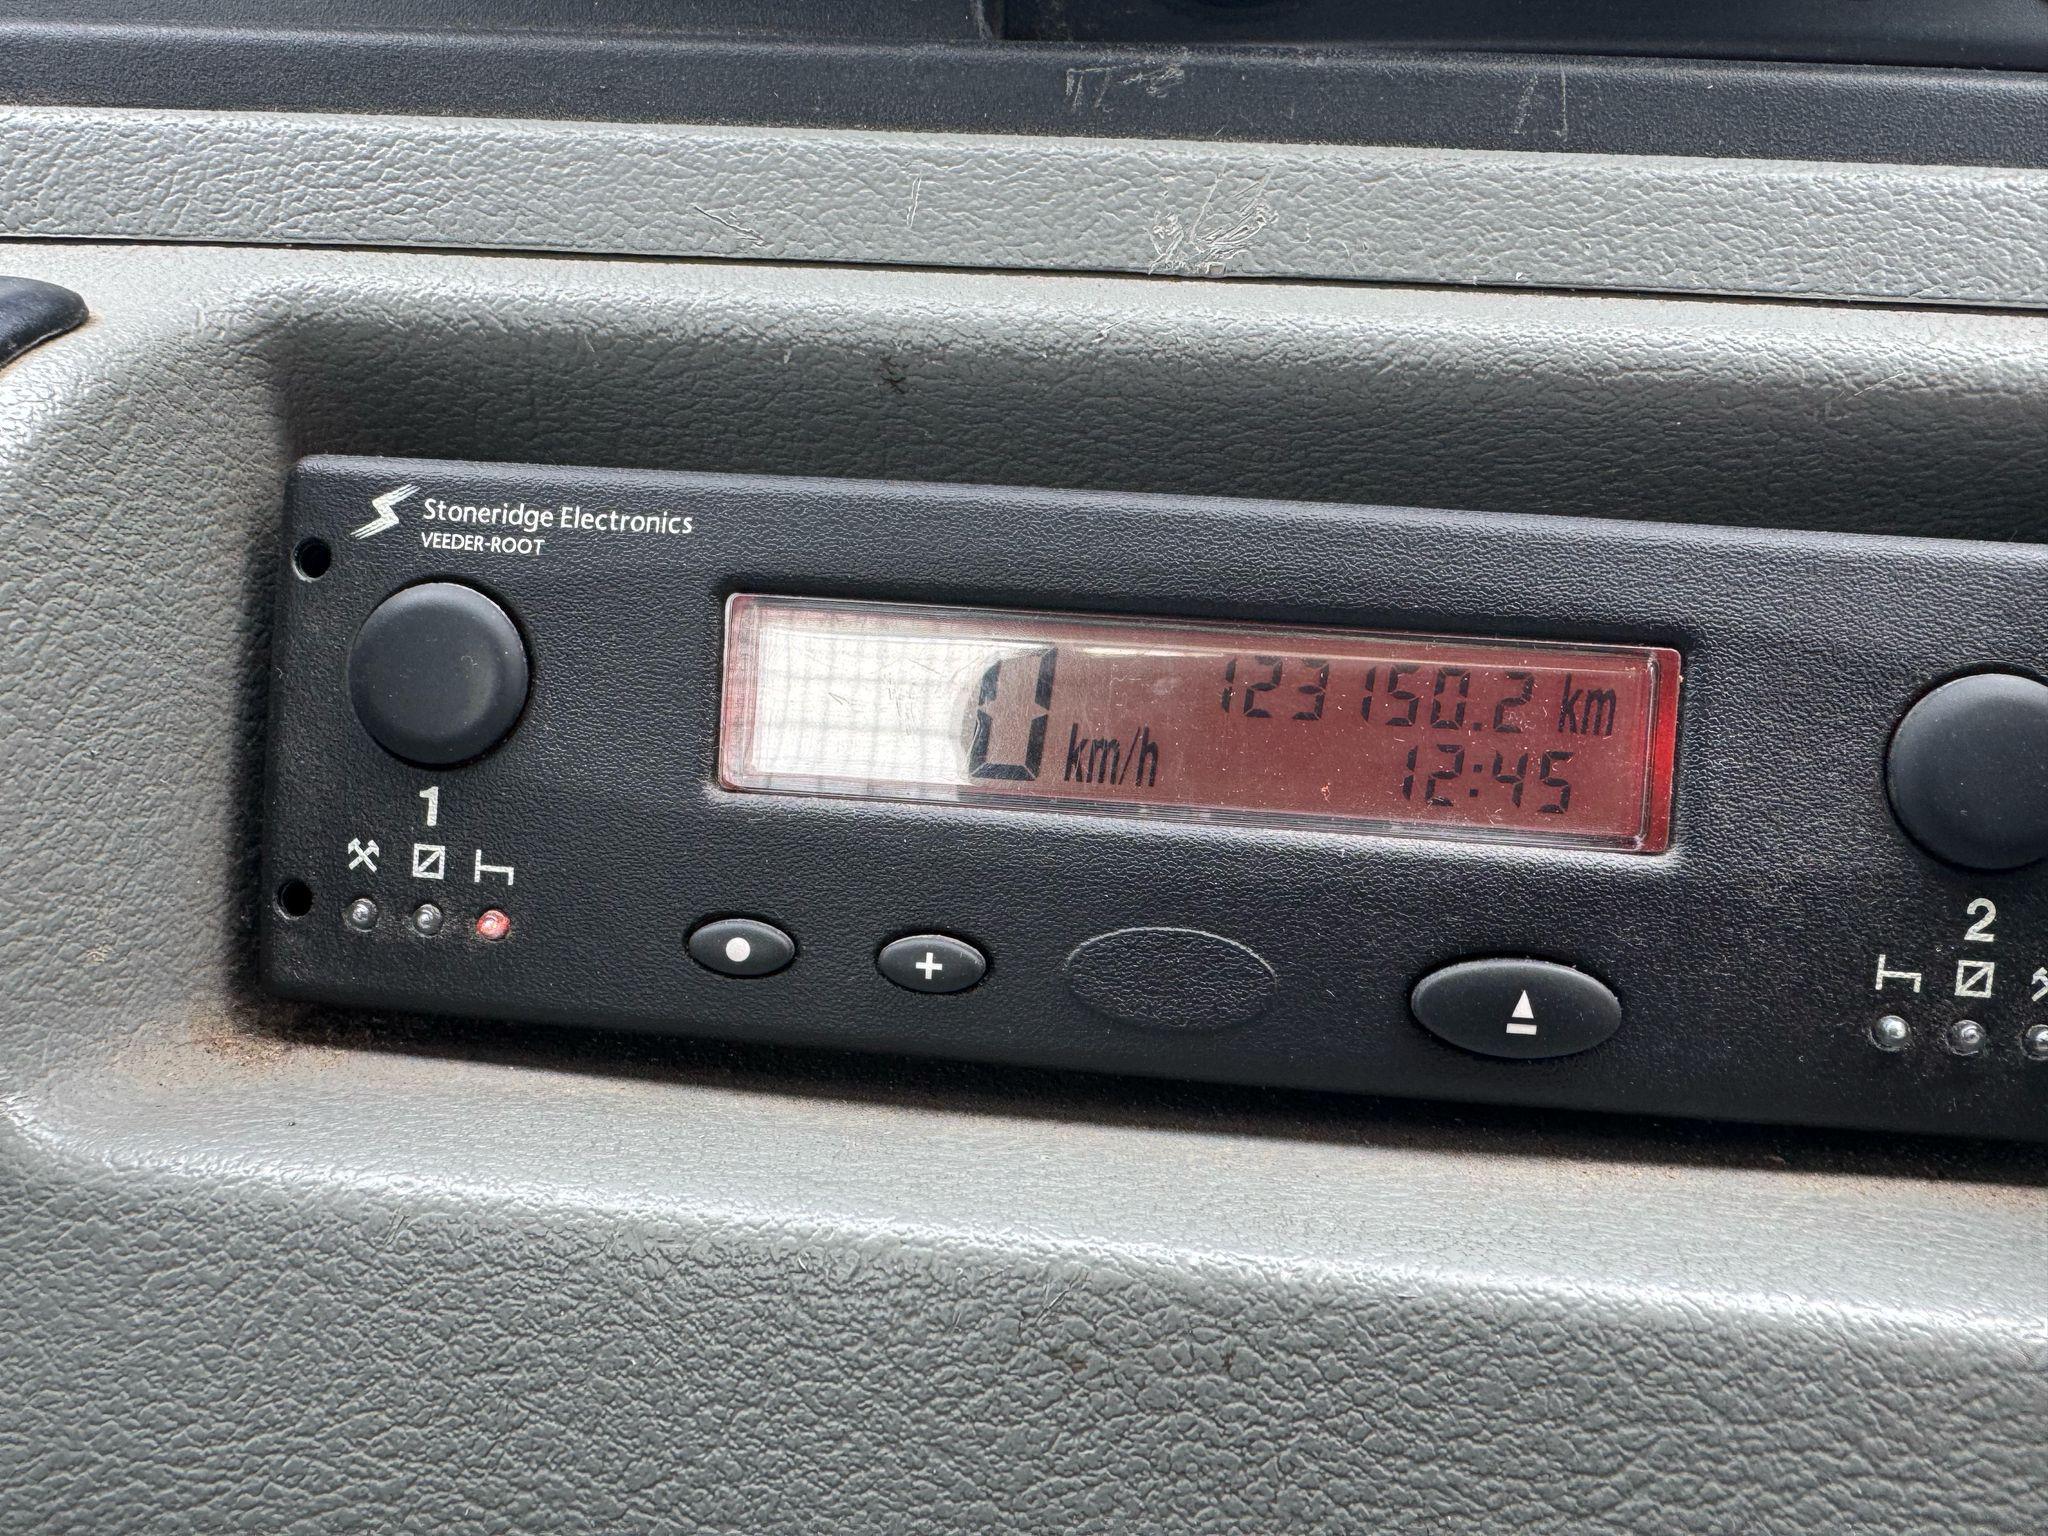 Stoneridge Electronics
VEEDER-ROOT
0 km/h
123150.2 km
12:45
1
2